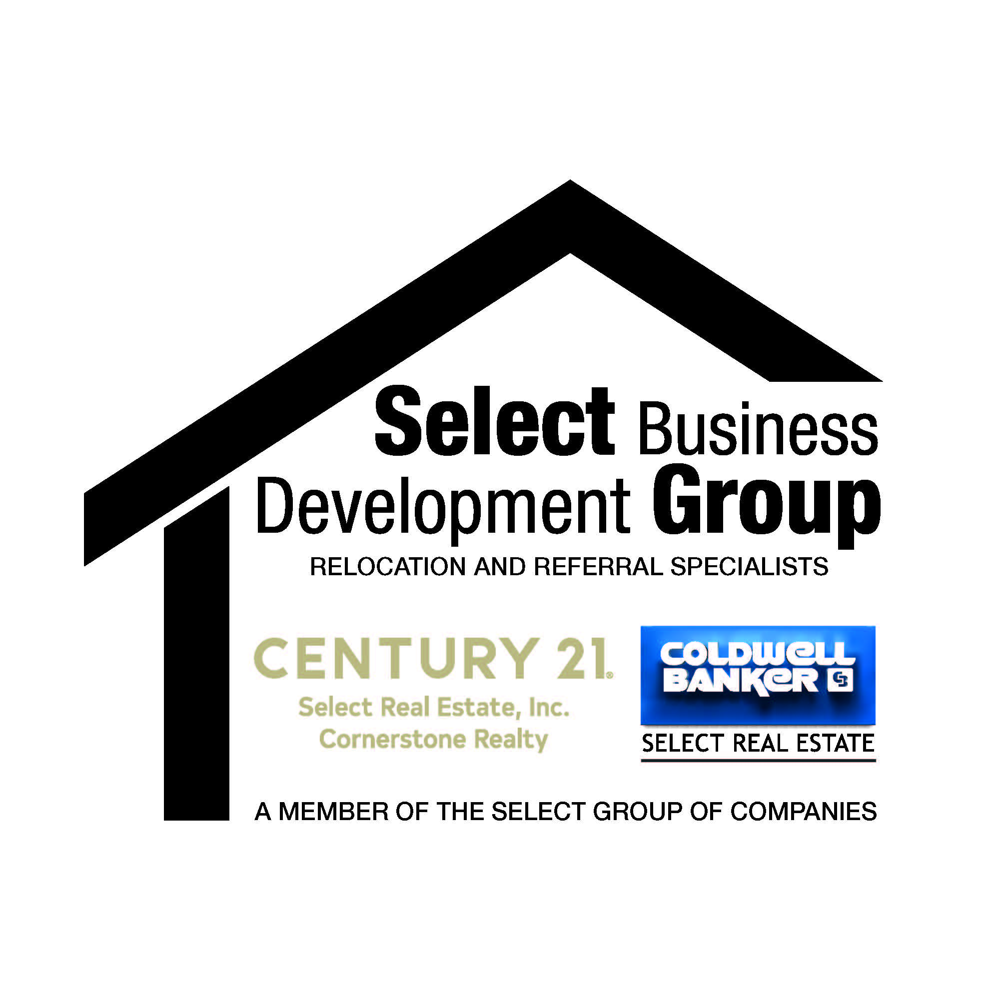 Select Business
Development Group
RELOCATION AND REFERRAL SPECIALISTS
CENTURY 21®
Select Real Estate, Inc.
Cornerstone Realty
COLDWELL
BANKER CB
SELECT REAL ESTATE
A MEMBER OF THE SELECT GROUP OF COMPANIES